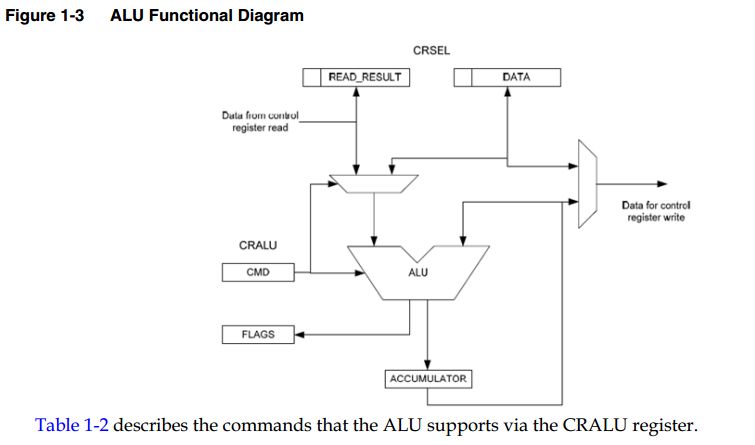 Figure 1-3 ALU Functional Diagram
CRSEL
READ_RESULT
DATA
Data from control
register read
Data for control
register write
CRALU
CMD
ALU
FLAGS
ACCUMULATOR
Table 1-2 describes the commands that the ALU supports via the CRALU register.